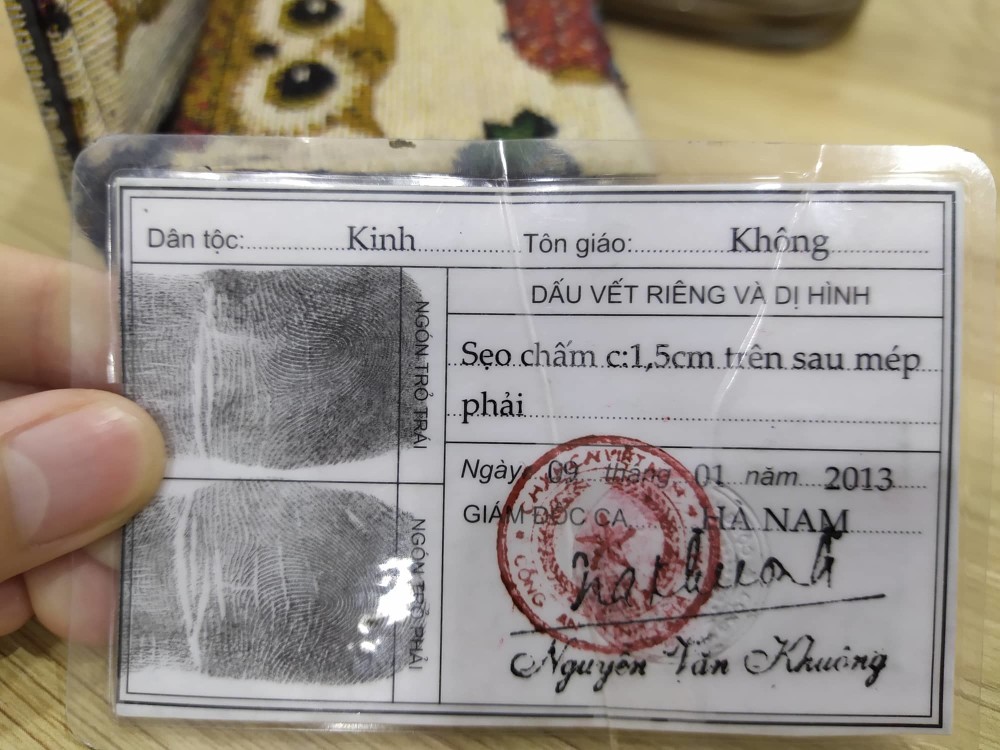 Dân tộc: Kinh Tôn giáo: Không
NGÓN TRỎ TRÁI
NGÓN TRỎ PHẢI
DẤU VẾT RIÊNG VÀ DỊ HÌNH
Sẹo chấm c:1,5cm trên sau mép
phải
Ngày 09 tháng 01 năm 2013
GIÁM ĐỐC CA HÀ NAM
Nguyễn Văn Khuông